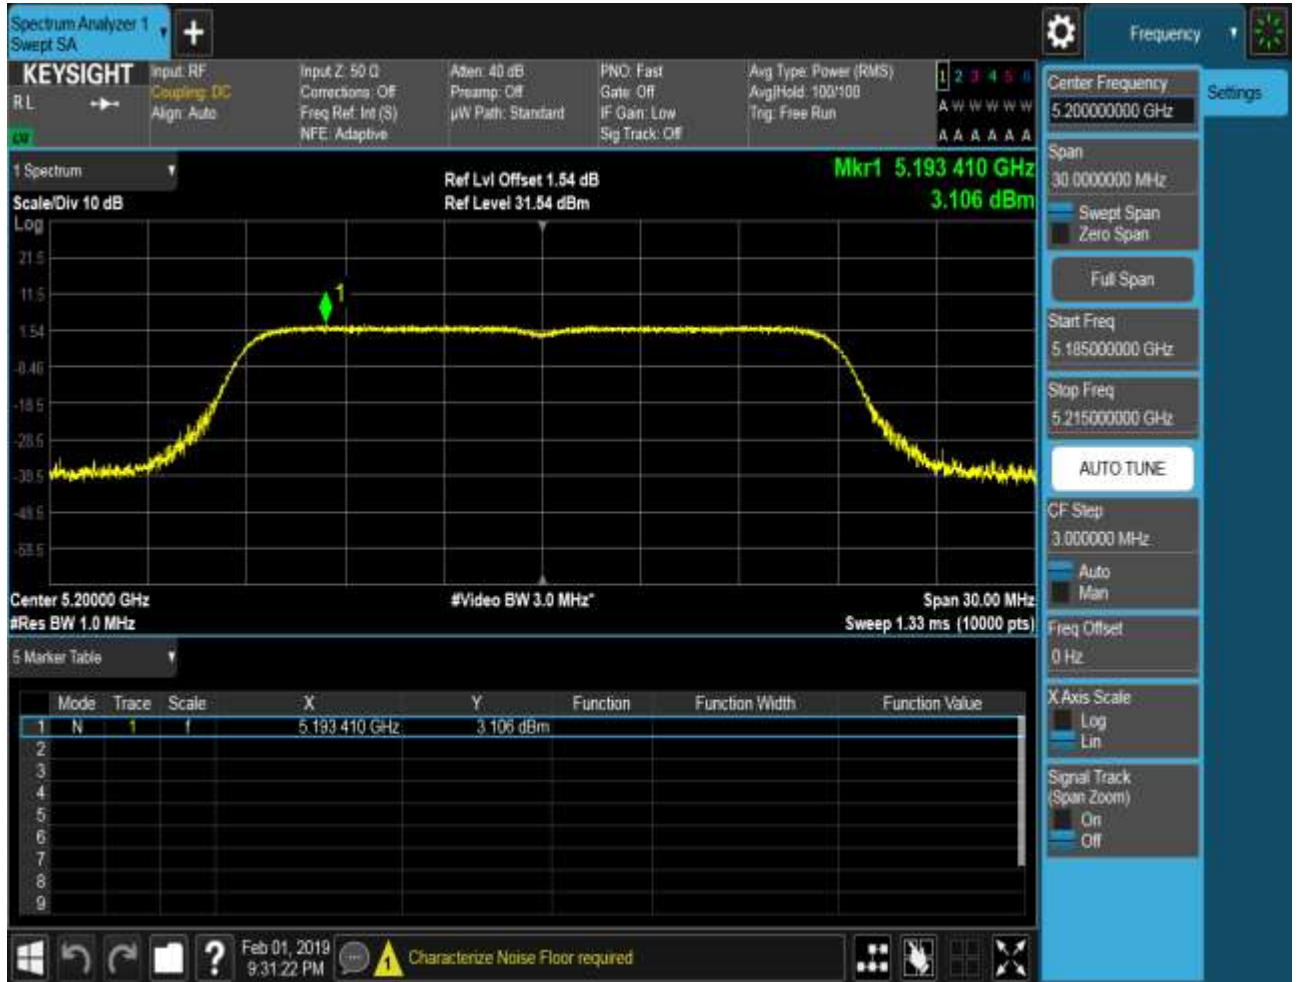 Spectrum Analyzer 1
Swept SA
+
Frequency
KEYSIGHT
Input: RF
Input Z: 50 Ω
Atten: 40 dB
PNO: Fast
Avg Type: Power (RMS)
1 2 3 4 5 6
RL
Coupling: DC
Corrections: Off
Preamp: Off
Gate: Off
Avg|Hold: 100/100
A W W W W W
Align: Auto
Freq Ref: Int (S)
µW Path: Standard
IF Gain: Low
Trig: Free Run
NFE: Adaptive
Sig Track: Off
A A A A A A
1 Spectrum
Ref Lvl Offset 1.54 dB
Mkr1 5.193 410 GHz
Scale/Div 10 dB
Ref Level 31.54 dBm
3.106 dBm
Log
21.5
11.5
1.54
-8.46
-18.5
-28.5
-38.5
-48.5
-58.5
1
Center 5.20000 GHz
#Video BW 3.0 MHz*
Span 30.00 MHz
#Res BW 1.0 MHz
Sweep 1.33 ms (10000 pts)
5 Marker Table
Mode Trace Scale X Y Function Function Width Function Value
1 N 1 f 5.193 410 GHz 3.106 dBm
2
3
4
5
6
7
8
9
Center Frequency
5.200000000 GHz
Settings
Span
30.0000000 MHz
Swept Span
Zero Span
Full Span
Start Freq
5.185000000 GHz
Stop Freq
5.215000000 GHz
AUTO TUNE
CF Step
3.000000 MHz
Auto
Man
Freq Offset
0 Hz
X Axis Scale
Log
Lin
Signal Track
(Span Zoom)
On
Off
?
Feb 01, 2019
9:31:22 PM
1
Characterize Noise Floor required